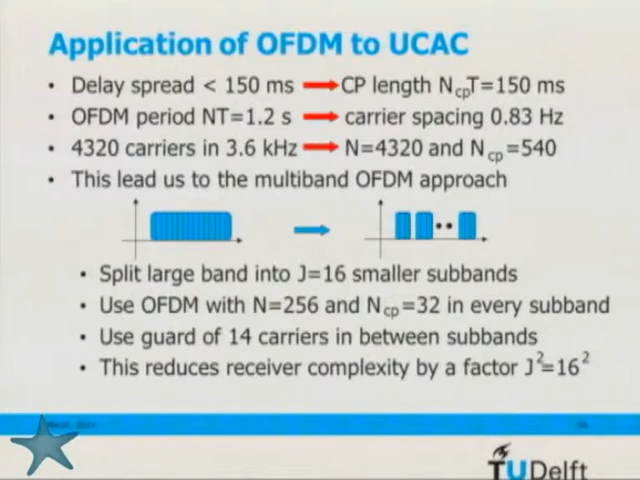 Application of OFDM to UCAC
• Delay spread < 150 ms → CP length NcpT=150 ms
• OFDM period NT=1.2 s → carrier spacing 0.83 Hz
• 4320 carriers in 3.6 kHz → N=4320 and Ncp=540
• This lead us to the multiband OFDM approach
• Split large band into J=16 smaller subbands
• Use OFDM with N=256 and Ncp=32 in every subband
• Use guard of 14 carriers in between subbands
• This reduces receiver complexity by a factor J²=16²
TUDelft